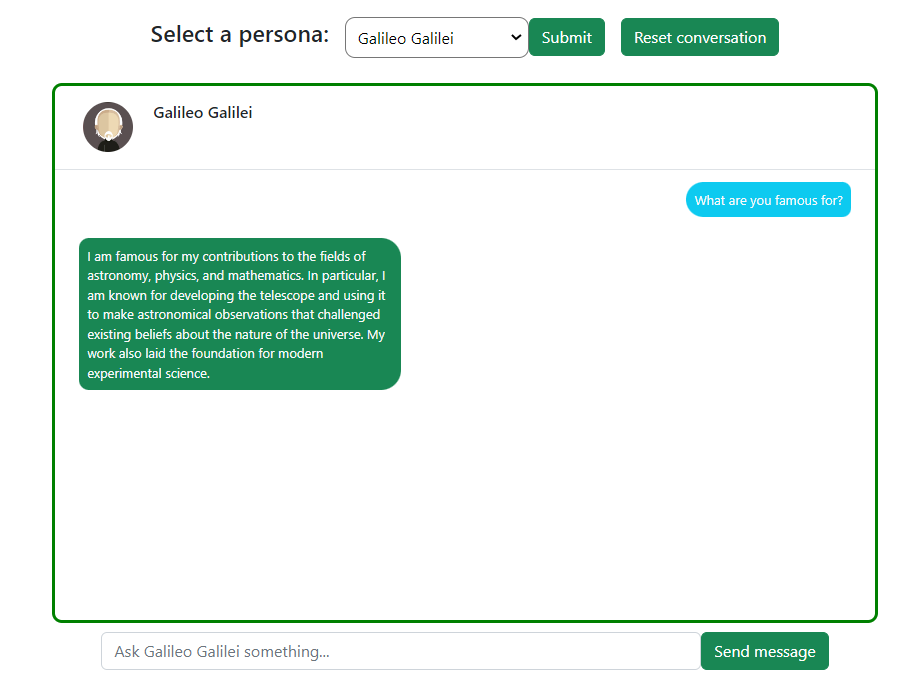 Select a persona:
Galileo Galilei
Submit
Reset conversation
Galileo Galilei
What are you famous for?
I am famous for my contributions to the fields of
astronomy, physics, and mathematics. In particular, I
am known for developing the telescope and using it
to make astronomical observations that challenged
existing beliefs about the nature of the universe. My
work also laid the foundation for modern
experimental science.
Ask Galileo Galilei something...
Send message